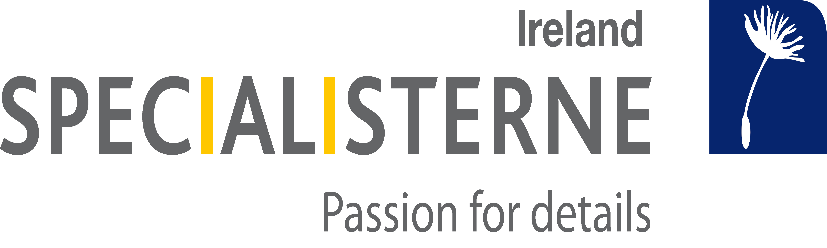 Ireland
SPECIALISTERNE
Passion for details